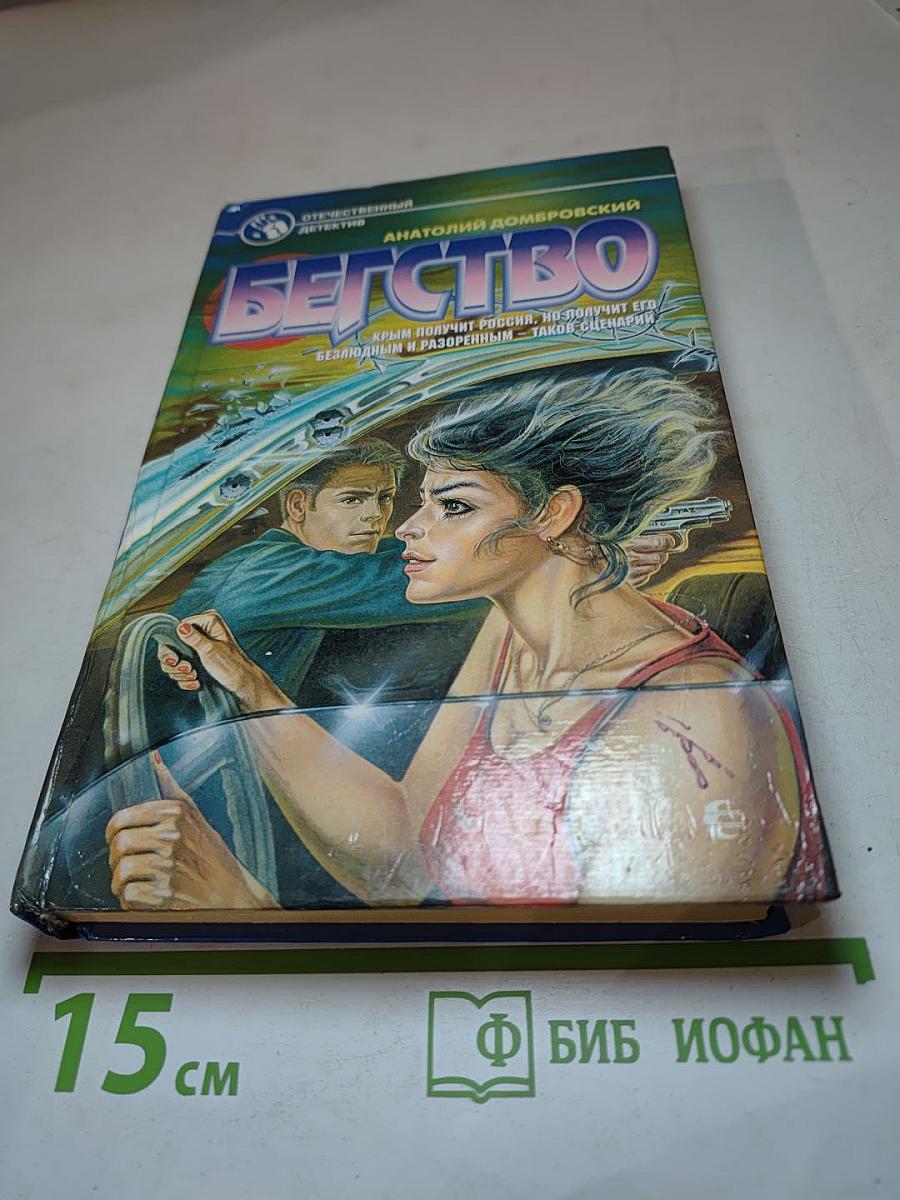 ОТЕЧЕСТВЕННЫЙ
ДЕТЕКТИВ
АНАТОЛИЙ ДОМБРОВСКИЙ
БЕГСТВО
КРЫМ ПОЛУЧИТ РОССИЯ, НО ПОЛУЧИТ ЕГО
БЕЗЛЮДНЫМ И РАЗОРЕННЫМ - ТАКОВ СЦЕНАРИЙ
15 см
Ф БИБ ИОФАН